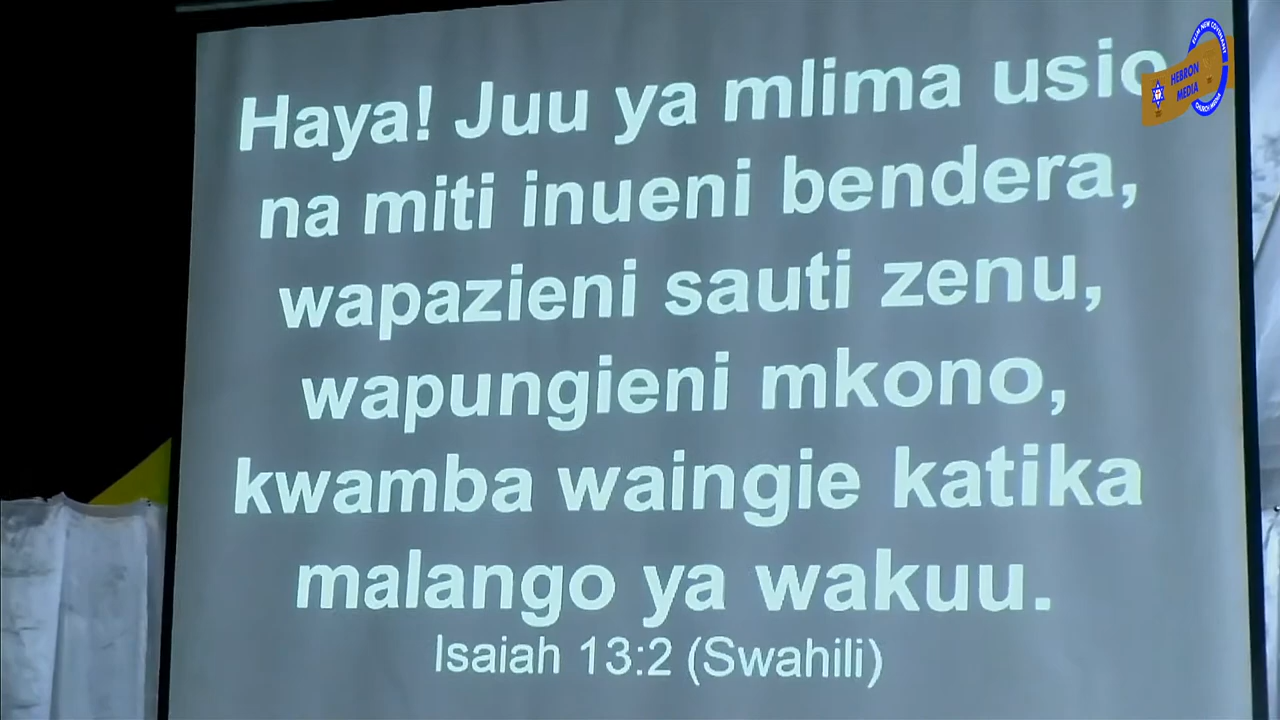 Haya! Juu ya mlima usio
na miti inueni bendera,
wapazieni sauti zenu,
wapungieni mkono,
kwamba waingie katika
malango ya wakuu.
Isaiah 13:2 (Swahili)
HEBRON
MEDIA